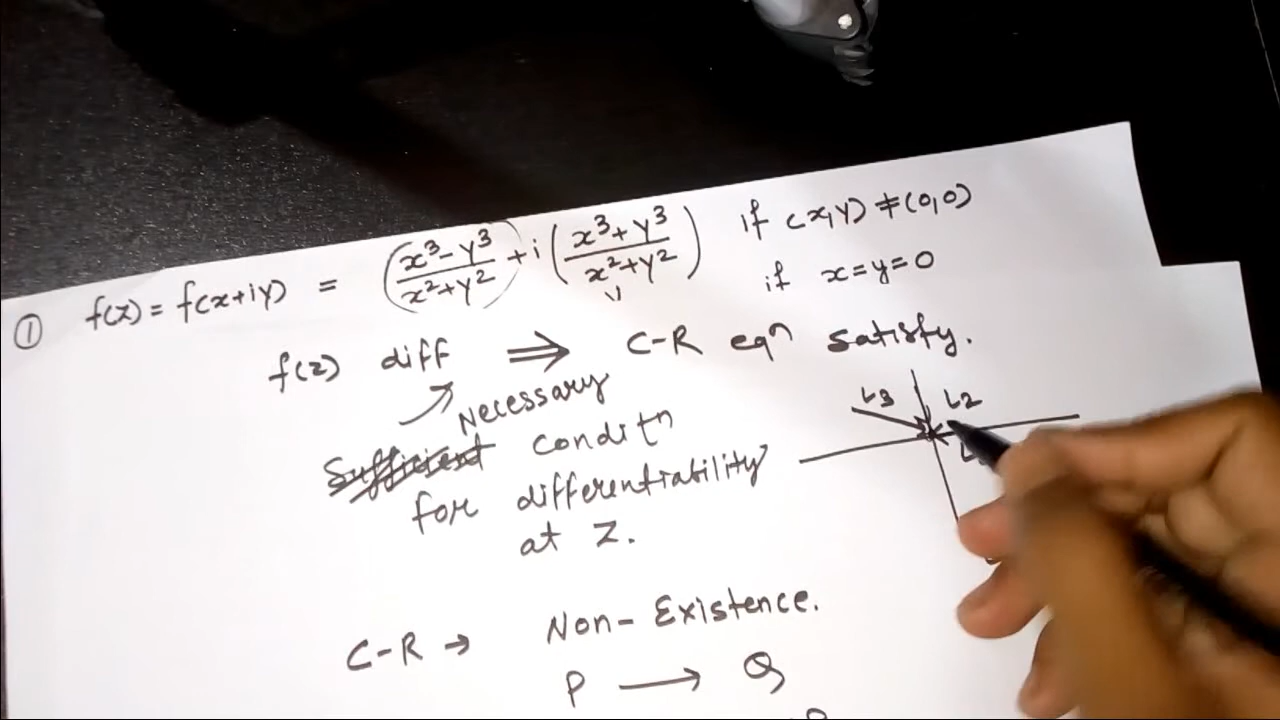 ① f(z) = f(x+iy) = (x³-y³/x²+y²) + i (x³+y³/x²+y²) if (x,y) ≠ (0,0)
if x=y=0
f(z) diff ⇒ C-R eqⁿ satisfy.
Necessary
Sufficient conditⁿ
for differentiability
at z.
L3 L2
C-R → Non-Existence.
P → Q